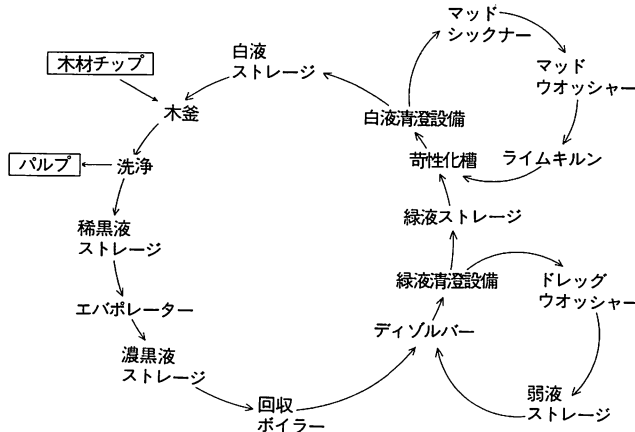 マッド
シックナー
白液
ストレージ
マッド
ウオッシャー
木材チップ
木釜
白液清澄設備
苛性化槽
ライムキルン
パルプ
洗浄
緑液ストレージ
稀黒液
ストレージ
緑液清澄設備
ドレッグ
ウオッシャー
エバポレーター
ディゾルバー
濃黒液
ストレージ
回収
ボイラー
弱液
ストレージ